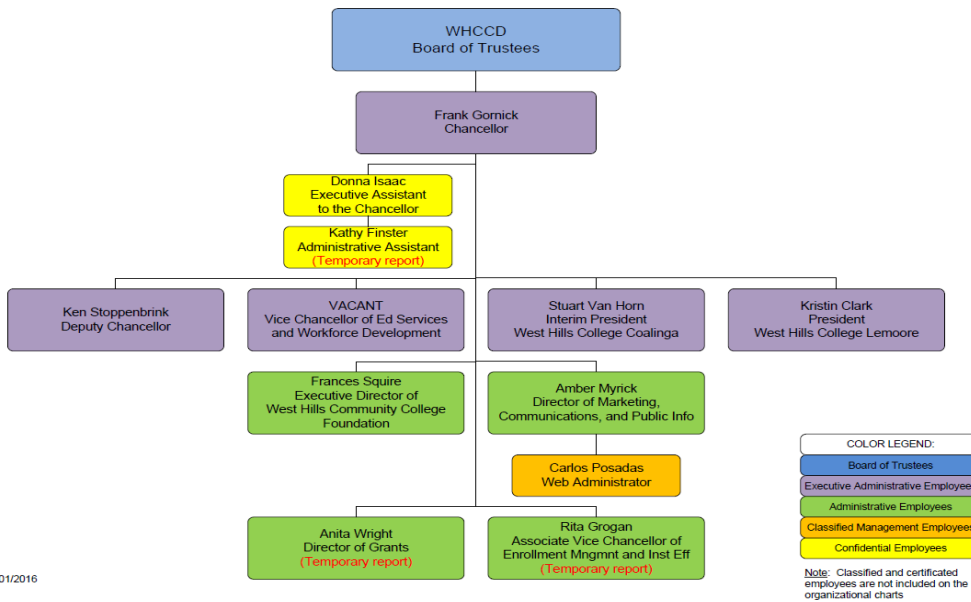 WHCCD
Board of Trustees
Frank Gornick
Chancellor
Donna Isaac
Executive Assistant
to the Chancellor
Kathy Finster
Administrative Assistant
(Temporary report)
Ken Stoppenbrink
Deputy Chancellor
VACANT
Vice Chancellor of Ed Services
and Workforce Development
Stuart Van Horn
Interim President
West Hills College Coalinga
Kristin Clark
President
West Hills College Lemoore
Frances Squire
Executive Director of
West Hills Community College
Foundation
Amber Myrick
Director of Marketing,
Communications, and Public Info
Carlos Posadas
Web Administrator
Anita Wright
Director of Grants
(Temporary report)
Rita Grogan
Associate Vice Chancellor of
Enrollment Mngmnt and Inst Eff
(Temporary report)
COLOR LEGEND:
Board of Trustees
Executive Administrative Employee
Administrative Employees
Classified Management Employees
Confidential Employees
Note: Classified and certificated
employees are not included on the
organizational charts
01/2016